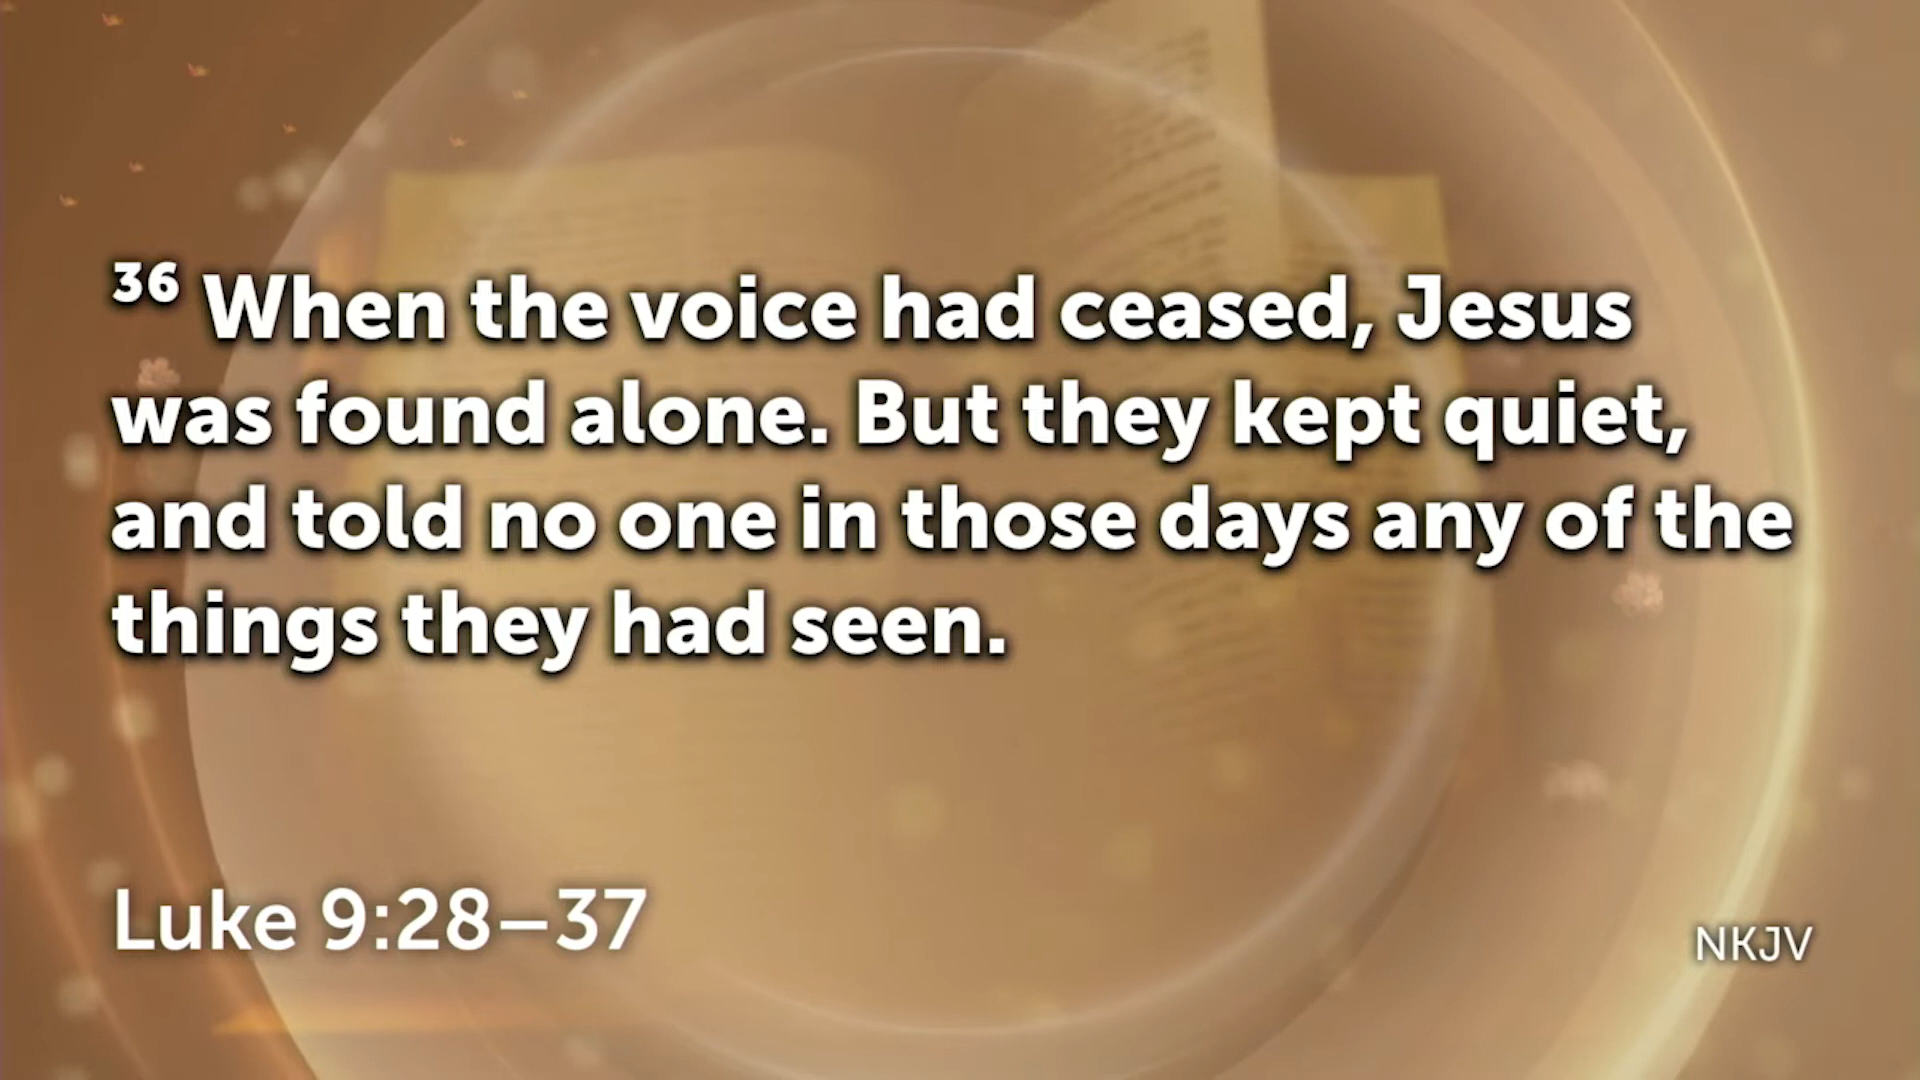 36 When the voice had ceased, Jesus
was found alone. But they kept quiet,
and told no one in those days any of the
things they had seen.
Luke 9:28–37
NKJV